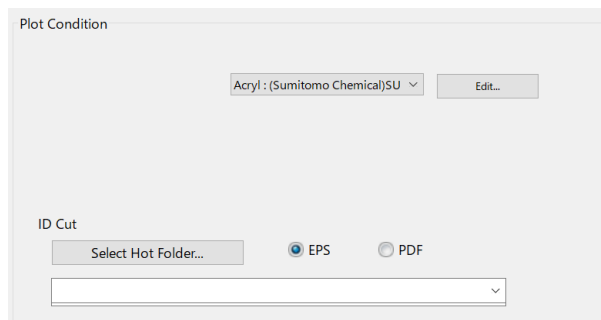 Plot Condition
Acryl : (Sumitomo Chemical)SU
Edit...
ID Cut
Select Hot Folder...
EPS
PDF